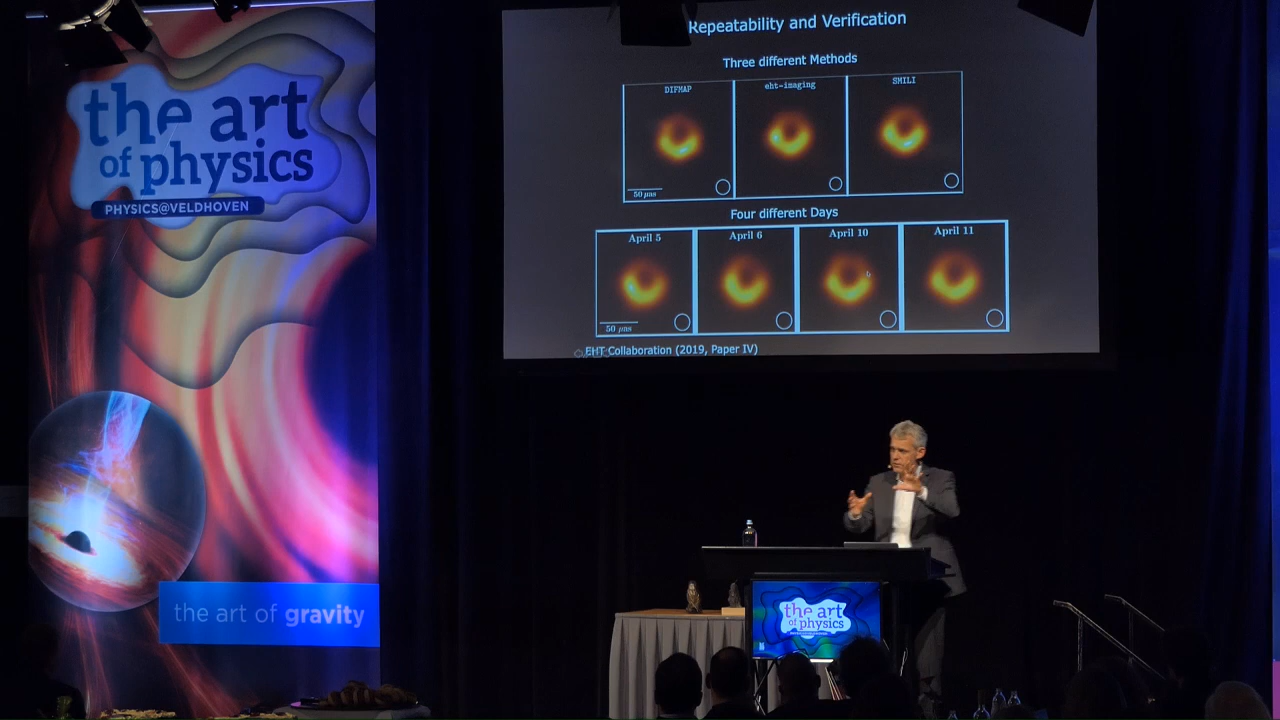 the art
of physics
PHYSICS@VELDHOVEN
the art of gravity
Repeatability and Verification
Three different Methods
DIFMAP
eht-imaging
SMILI
50 μas
Four different Days
April 5
April 6
April 10
April 11
50 μas
EHT Collaboration (2019, Paper IV)
the art
of physics